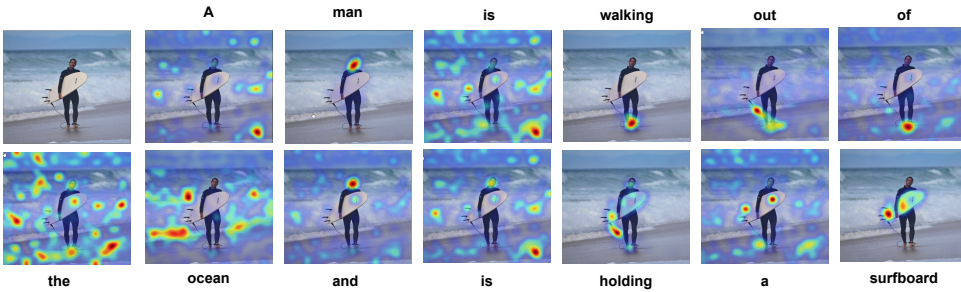 A man is walking out of
the ocean and is holding a surfboard